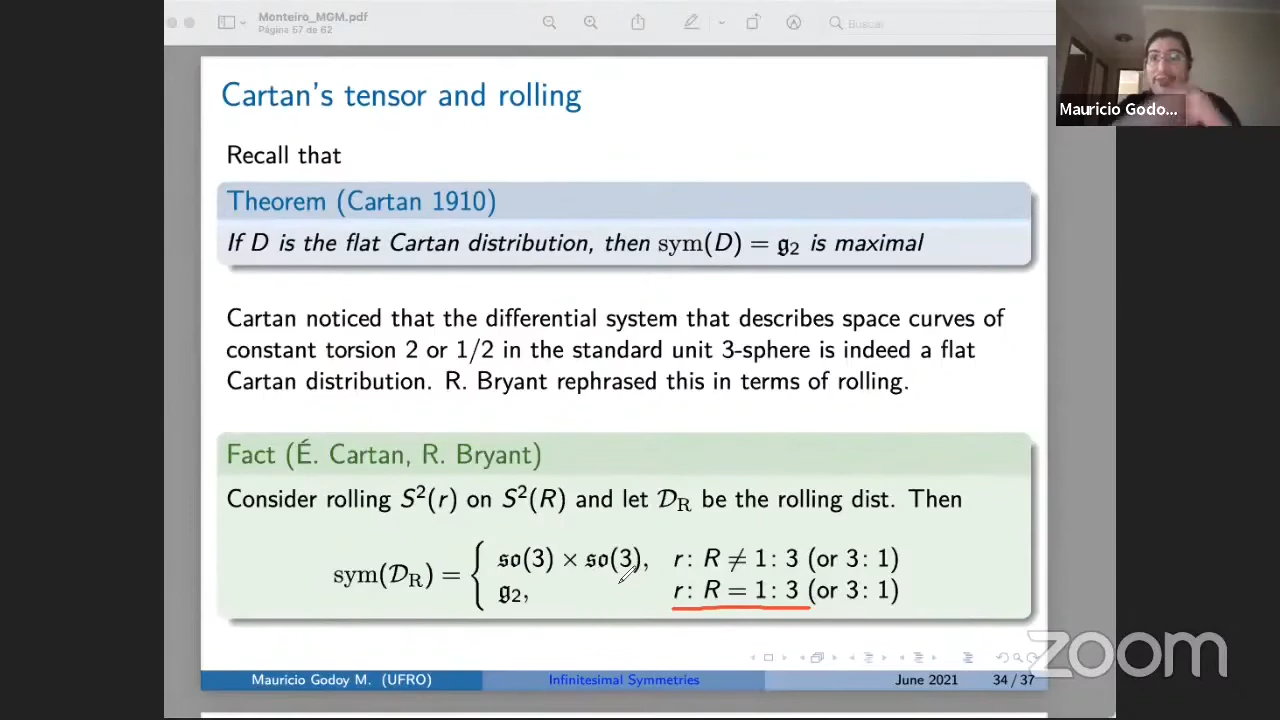 Monteiro_MGM.pdf
Página 57 de 62
Buscar
Mauricio Godo...
Cartan's tensor and rolling
Recall that
Theorem (Cartan 1910)
If D is the flat Cartan distribution, then sym(D) = 𝔤₂ is maximal
Cartan noticed that the differential system that describes space curves of
constant torsion 2 or 1/2 in the standard unit 3-sphere is indeed a flat
Cartan distribution. R. Bryant rephrased this in terms of rolling.
Fact (É. Cartan, R. Bryant)
Consider rolling S²(r) on S²(R) and let 𝒟_R be the rolling dist. Then
sym(𝒟_R) = { 𝔰𝔬(3) × 𝔰𝔬(3), r: R ≠ 1: 3 (or 3: 1)
𝔤₂, r: R = 1: 3 (or 3: 1)
zoom
Mauricio Godoy M. (UFRO) Infinitesimal Symmetries June 2021 34 / 37